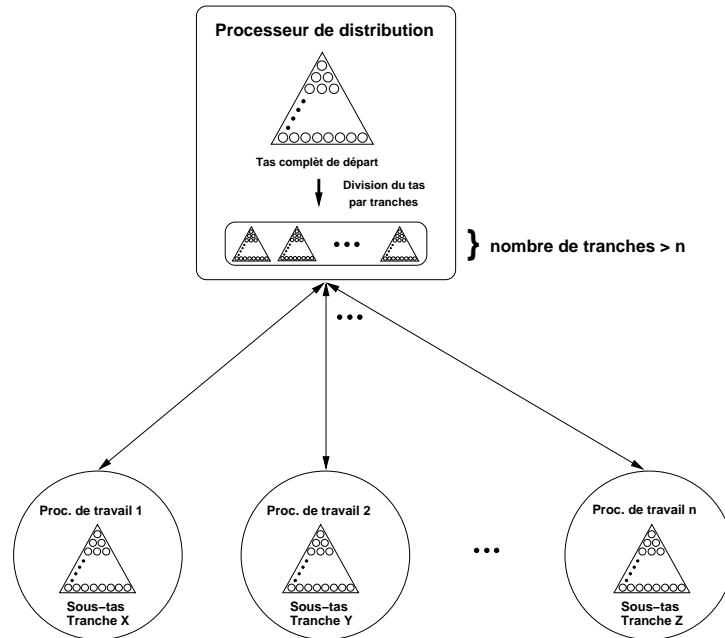 Processeur de distribution
Tas complèt de départ
Division du tas
par tranches
} nombre de tranches > n
Proc. de travail 1
Sous−tas
Tranche X
Proc. de travail 2
Sous−tas
Tranche Y
Proc. de travail n
Sous−tas
Tranche Z